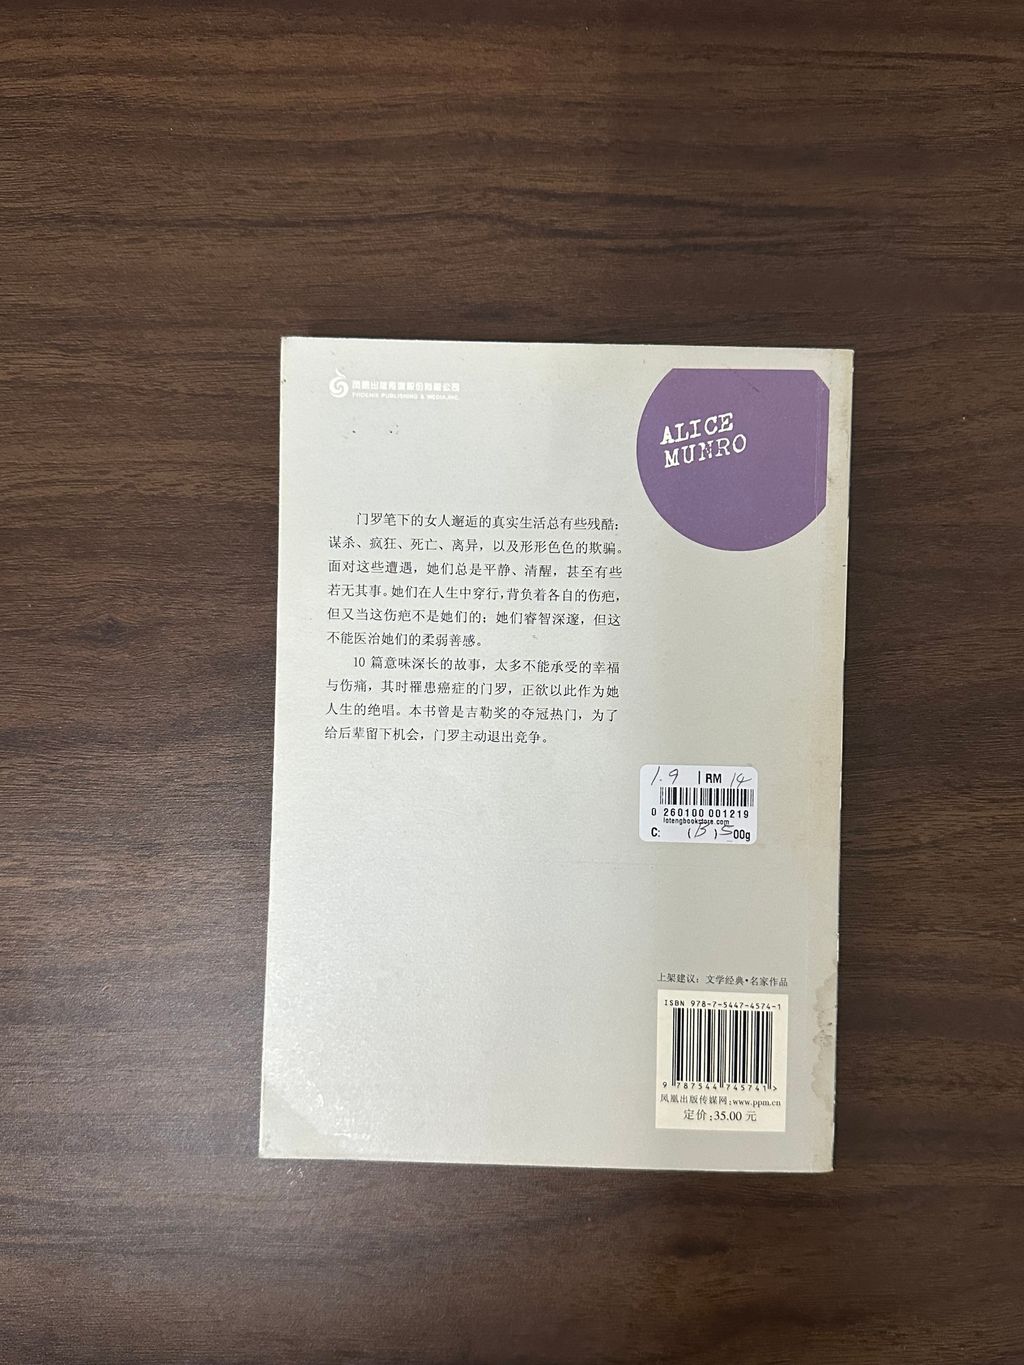 凤凰出版传媒股份有限公司
PHOENIX PUBLISHING & MEDIA,INC.
ALICE
MUNRO
门罗笔下的女人邂逅的真实生活总有些残酷:
谋杀、疯狂、死亡、离异，以及形形色色的欺骗。
面对这些遭遇，她们总是平静、清醒，甚至有些
若无其事。她们在人生中穿行，背负着各自的伤疤，
但又当这伤疤不是她们的；她们睿智深邃，但这
不能医治她们的柔弱善感。
10 篇意味深长的故事，太多不能承受的幸福
与伤痛，其时罹患癌症的门罗，正欲以此作为她
人生的绝唱。本书曾是吉勒奖的夺冠热门，为了
给后辈留下机会，门罗主动退出竞争。
1.9 | RM 14
0 260100 001219
lotengbookstore.com
C: (B) 500g
上架建议：文学经典·名家作品
ISBN 978-7-5447-4574-1
9 787544 745741 >
凤凰出版传媒网:www.ppm.cn
定价:35.00 元